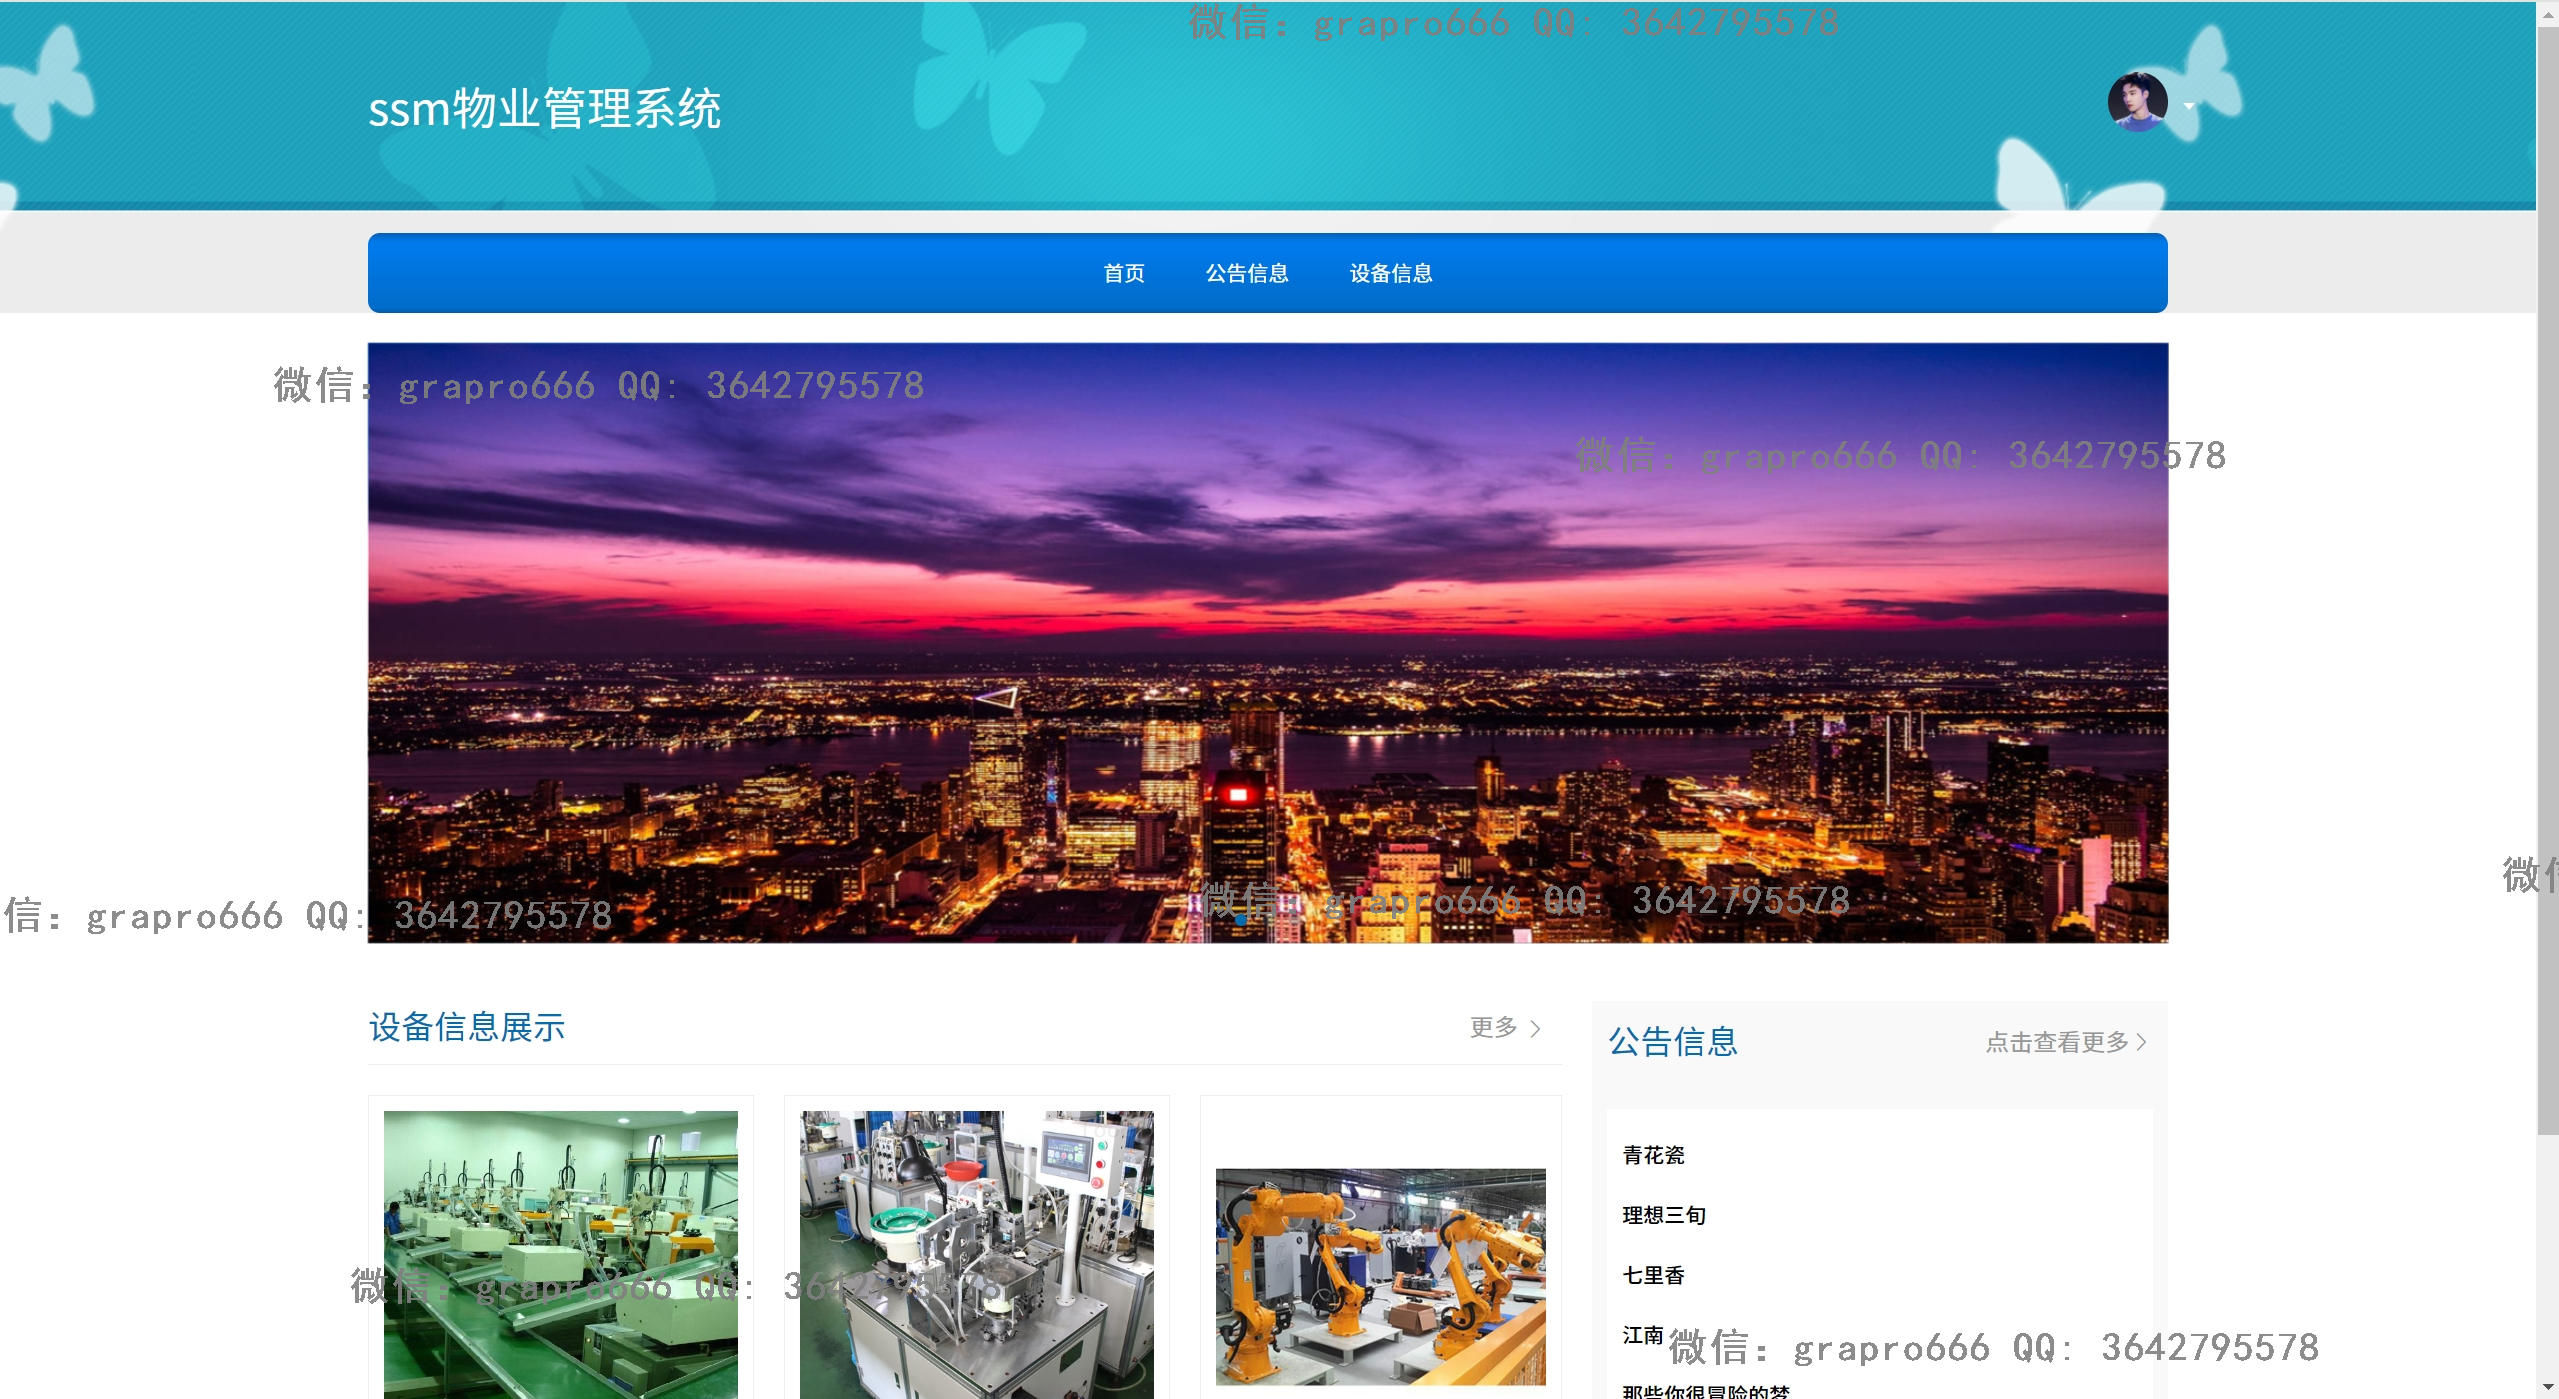 微信: grapro666 QQ: 3642795578
ssm物业管理系统
首页 公告信息 设备信息
微信: grapro666 QQ: 3642795578
微信: grapro666 QQ: 3642795578
微信
信: grapro666 QQ: 3642795578
微信: grapro666 QQ: 3642795578
设备信息展示 更多
公告信息 点击查看更多
青花瓷
理想三旬
七里香
微信: grapro666 QQ: 3642795578
江南
微信: grapro666 QQ: 3642795578
那些你很冒险的梦